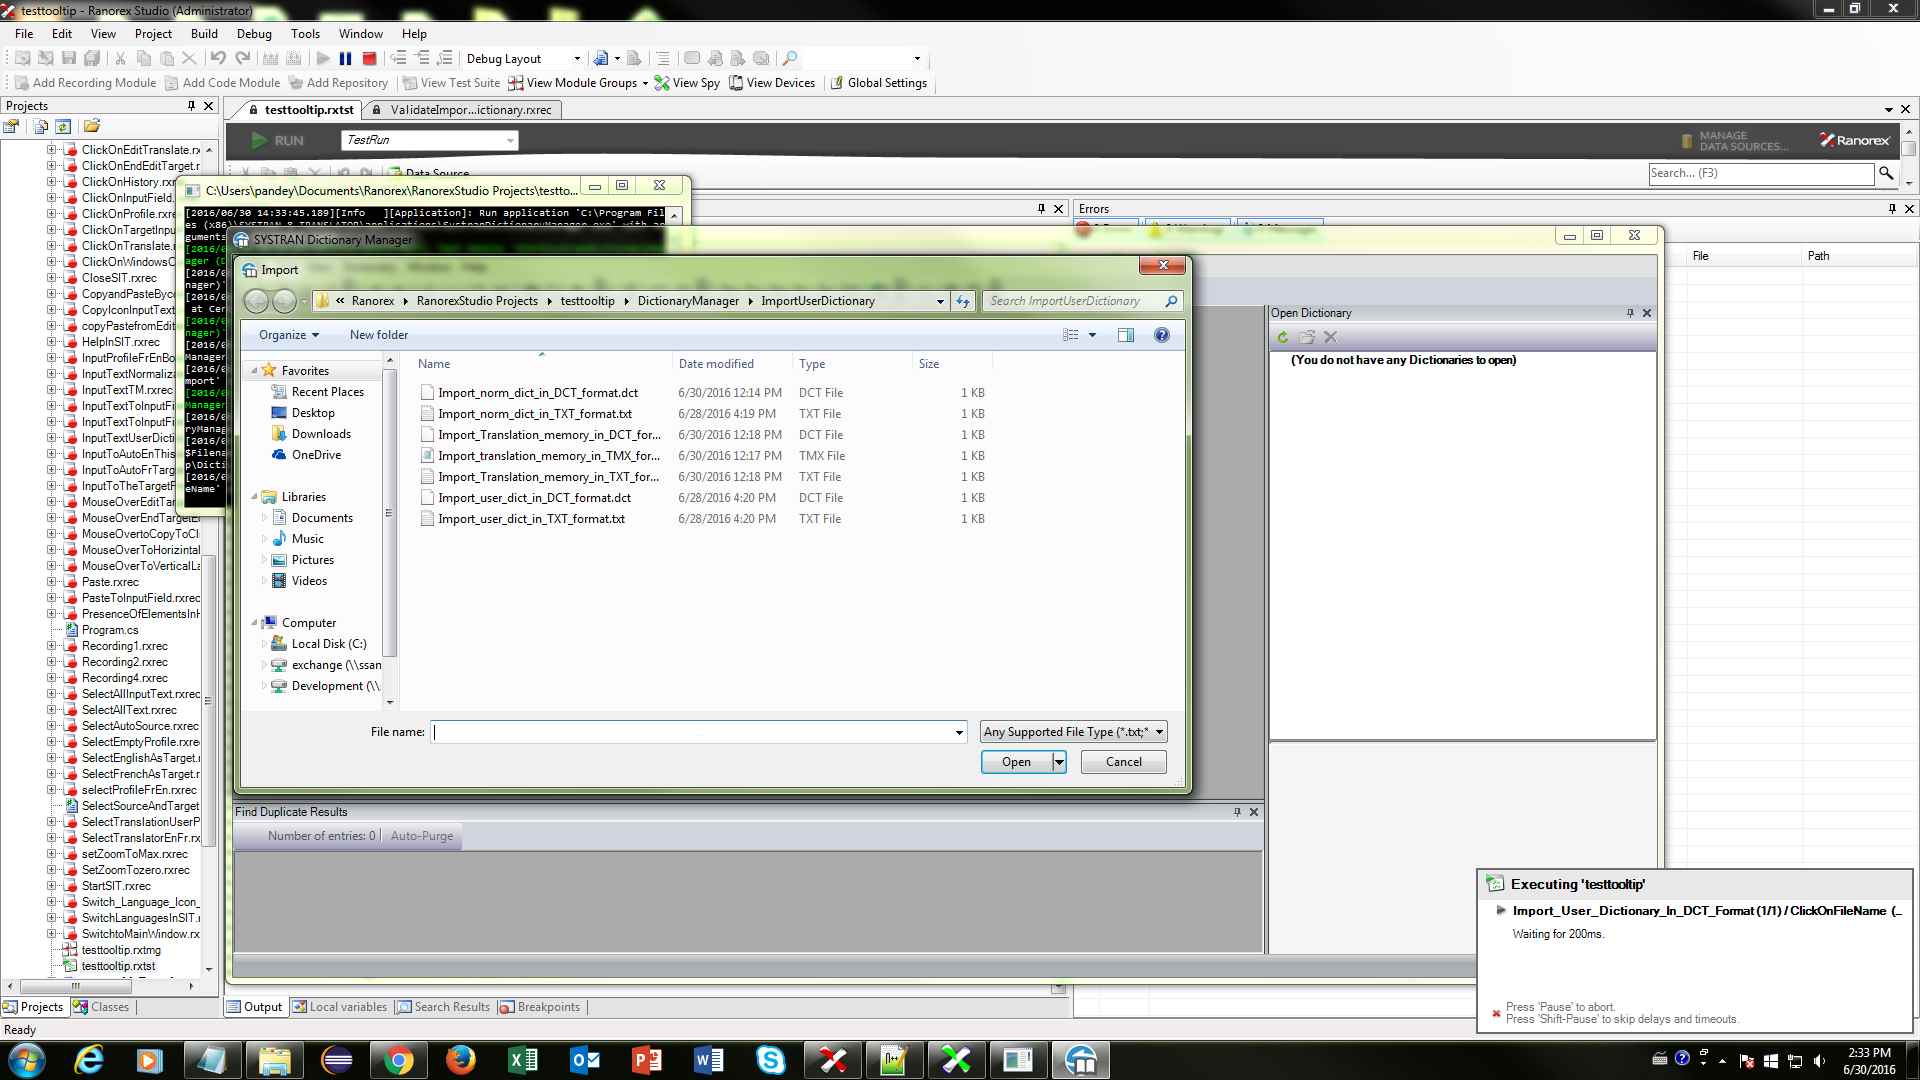 testtooltip - Ranorex Studio (Administrator)
File Edit View Project Build Debug Tools Window Help
Debug Layout
Add Recording Module Add Code Module Add Repository View Test Suite View Module Groups View Spy View Devices Global Settings
Projects
testtooltip.rxtst ValidateImpor...ictionary.rxrec
RUN TestRun MANAGE DATA SOURCES... Ranorex
Data Source
Search... (F3)
ClickOnEditTranslate.rx
ClickOnEndEditTarget.r
ClickOnHistory.rxrec
ClickOnInputField.
ClickOnProfile.rx
ClickOnTargetInpu
ClickOnTranslate.
ClickOnWindowsC
CloseSIT.rxrec
CopyandPasteByco
CopyIconInputText
copyPastefromEdit
HelpInSIT.rxrec
InputProfileFrEnBo
InputTextNormaliza
InputTextTM.rxrec
InputTextToInputF
InputTextToInputFi
InputTextUserDicti
InputToAutoEnThis
InputToAutoFrTarg
InputToTheTargetF
MouseOverEditTar
MouseOverEndTargetE
MouseOvertoCopyToCl
MouseOverToHorizintal
MouseOverToVerticalLa
Paste.rxrec
PasteToInputField.rxrec
PresenceOfElementsInH
Program.cs
Recording1.rxrec
Recording2.rxrec
Recording4.rxrec
SelectAllInputText.rxrec
SelectAllText.rxrec
SelectAutoSource.rxrec
SelectEmptyProfile.rxre
SelectEnglishAsTarget.
SelectFrenchAsTarget.r
selectProfileFrEn.rxrec
SelectSourceAndTarget
SelectTranslationUserP
SelectTranslatorEnFr.rx
setZoomToMax.rxrec
SetZoomTozero.rxrec
StartSIT.rxrec
Switch_Language_Icon_
SwitchLanguagesInSIT.
SwitchtoMainWindow.rx
testtooltip.rxtmg
testtooltip.rxtst
Projects Classes
Ready
C:\Users\pandey\Documents\Ranorex\RanorexStudio Projects\testto...
[2016/06/30 14:33:45.189][Info ][Application]: Run application 'C:\Program Fil
es (x86)\SYSTRAN 8 TRANSLATOR\applications\SystranDictionaryManager.exe' with ar
guments
Errors
File Path
SYSTRAN Dictionary Manager
Import
« Ranorex RanorexStudio Projects testtooltip DictionaryManager ImportUserDictionary
Search ImportUserDictionary
Organize New folder
Favorites
Recent Places
Desktop
Downloads
OneDrive
Libraries
Documents
Music
Pictures
Videos
Computer
Local Disk (C:)
exchange (\\ssan
Development (\\
Name Date modified Type Size
Import_norm_dict_in_DCT_format.dct 6/30/2016 12:14 PM DCT File 1 KB
Import_norm_dict_in_TXT_format.txt 6/28/2016 4:19 PM TXT File 1 KB
Import_Translation_memory_in_DCT_for... 6/30/2016 12:18 PM DCT File 1 KB
Import_translation_memory_in_TMX_fo... 6/30/2016 12:17 PM TMX File 1 KB
Import_Translation_memory_in_TXT_for... 6/30/2016 12:18 PM TXT File 1 KB
Import_user_dict_in_DCT_format.dct 6/28/2016 4:20 PM DCT File 1 KB
Import_user_dict_in_TXT_format.txt 6/28/2016 4:20 PM TXT File 1 KB
File name: Any Supported File Type (*.txt;*
Open Cancel
Open Dictionary
(You do not have any Dictionaries to open)
Find Duplicate Results
Number of entries: 0 Auto-Purge
Output Local variables Search Results Breakpoints
Executing 'testtooltip'
Import_User_Dictionary_In_DCT_Format (1/1) / ClickOnFileName (...
Waiting for 200ms.
Press 'Pause' to abort.
Press 'Shift-Pause' to skip delays and timeouts.
2:33 PM
6/30/2016